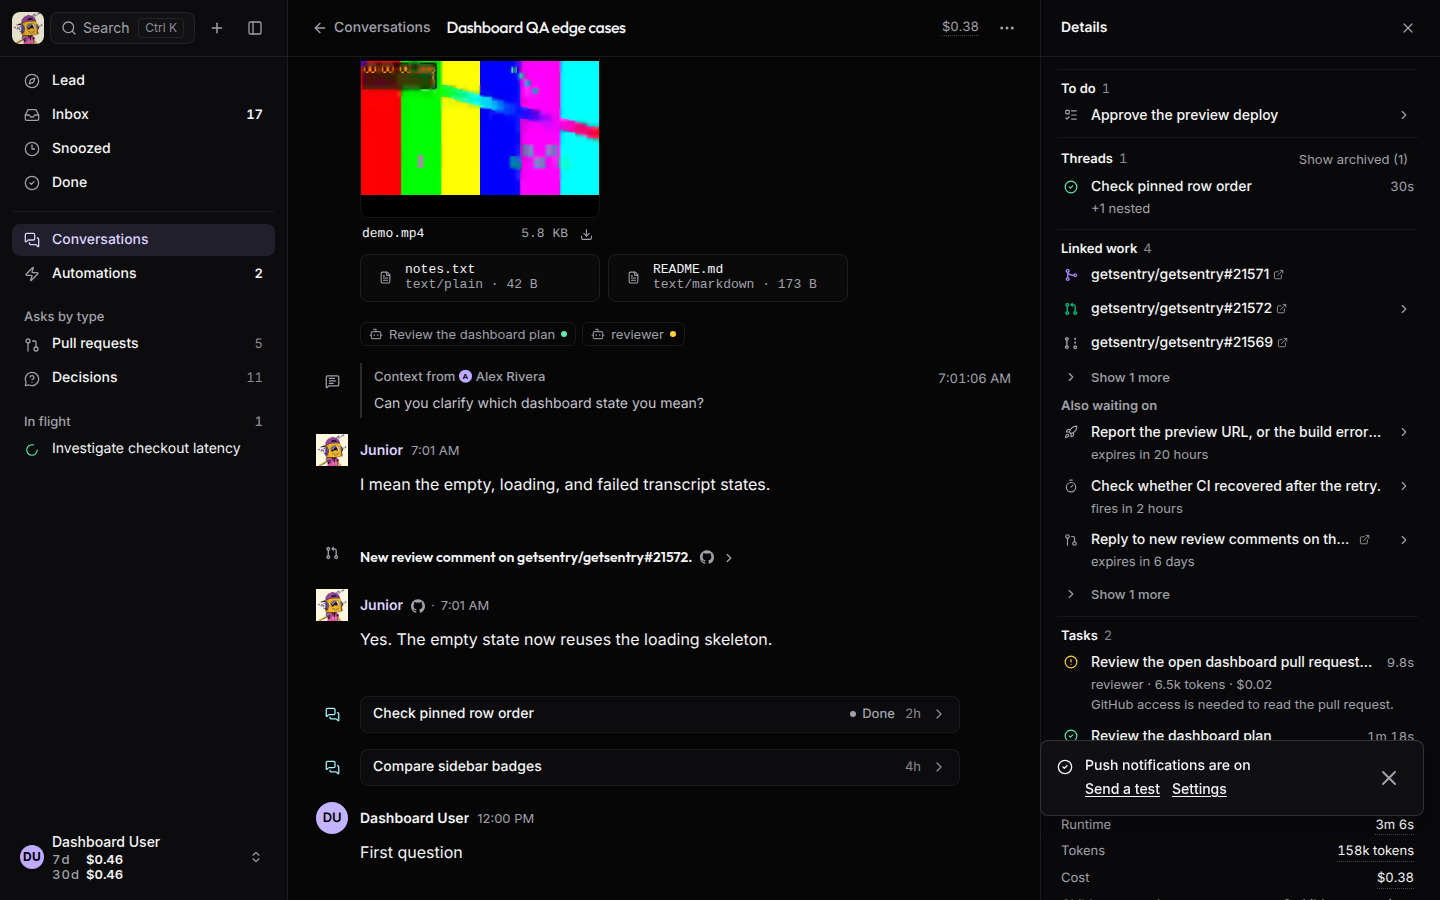 Search Ctrl K
Lead
Inbox 17
Snoozed
Done
Conversations
Automations 2
Asks by type
Pull requests 5
Decisions 11
In flight 1
Investigate checkout latency
DU Dashboard User
7d $0.46
30d $0.46
Conversations Dashboard QA edge cases $0.38
demo.mp4 5.8 KB
notes.txt
text/plain · 42 B
README.md
text/markdown · 173 B
Review the dashboard plan
reviewer
Context from A Alex Rivera 7:01:06 AM
Can you clarify which dashboard state you mean?
Junior 7:01 AM
I mean the empty, loading, and failed transcript states.
New review comment on getsentry/getsentry#21572.
Junior · 7:01 AM
Yes. The empty state now reuses the loading skeleton.
Check pinned row order Done 2h
Compare sidebar badges 4h
DU Dashboard User 12:00 PM
First question
Details
To do 1
Approve the preview deploy
Threads 1 Show archived (1)
Check pinned row order 30s
+1 nested
Linked work 4
getsentry/getsentry#21571
getsentry/getsentry#21572
getsentry/getsentry#21569
Show 1 more
Also waiting on
Report the preview URL, or the build error...
expires in 20 hours
Check whether CI recovered after the retry.
fires in 2 hours
Reply to new review comments on th...
expires in 6 days
Show 1 more
Tasks 2
Review the open dashboard pull request... 9.8s
reviewer · 6.5k tokens · $0.02
GitHub access is needed to read the pull request.
Review the dashboard plan 1m 18s
Push notifications are on
Send a test Settings
Runtime 3m 6s
Tokens 158k tokens
Cost $0.38